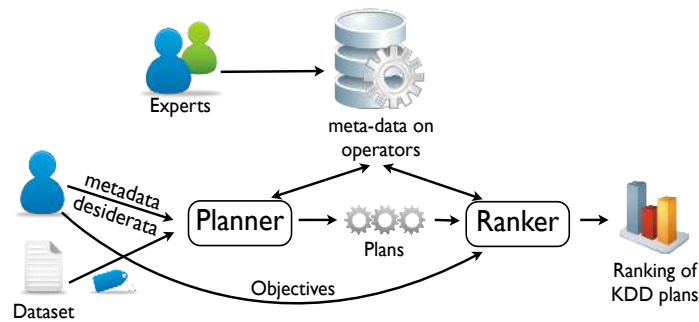 Experts
meta-data on
operators
metadata
desiderata
Planner
Plans
Ranker
Objectives
Dataset
Ranking of
KDD plans